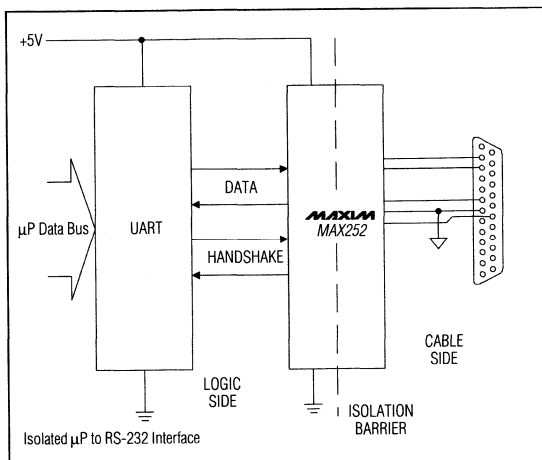 +5V
µP Data Bus
UART
DATA
HANDSHAKE
MAXIM
MAX252
LOGIC
SIDE
CABLE
SIDE
ISOLATION
BARRIER
Isolated µP to RS-232 Interface